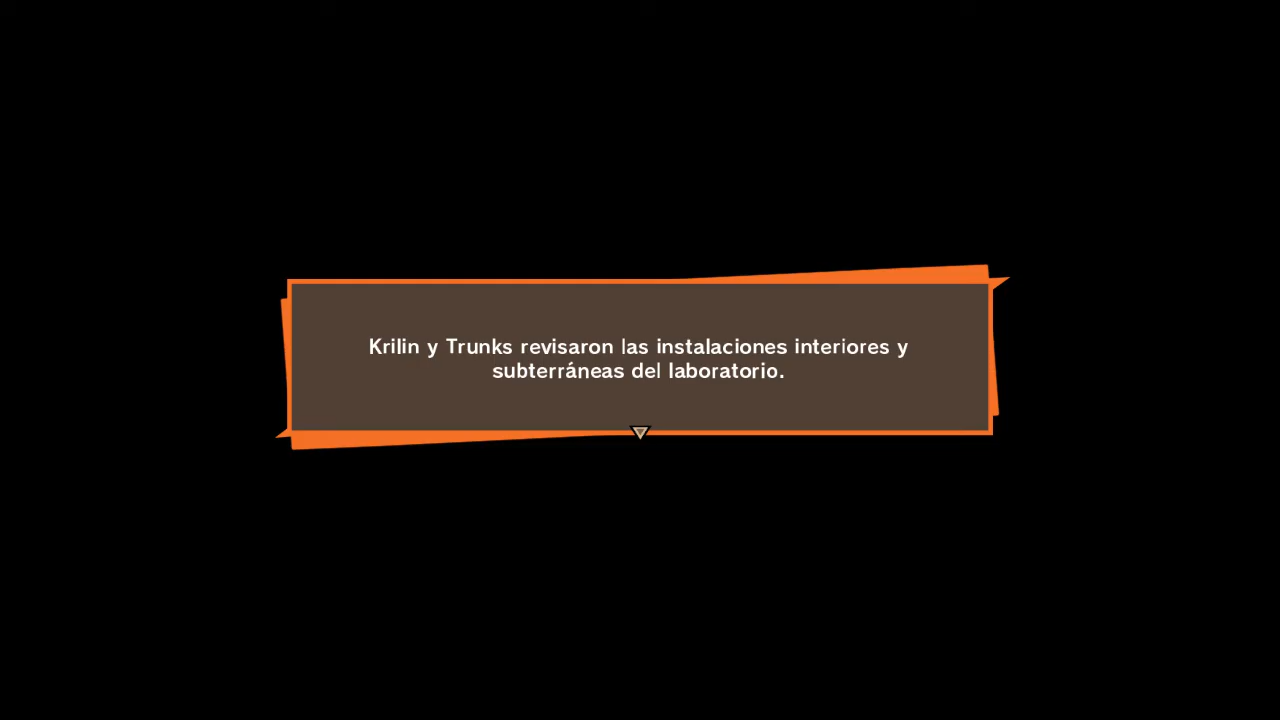 Krilin y Trunks revisaron las instalaciones interiores y
subterráneas del laboratorio.